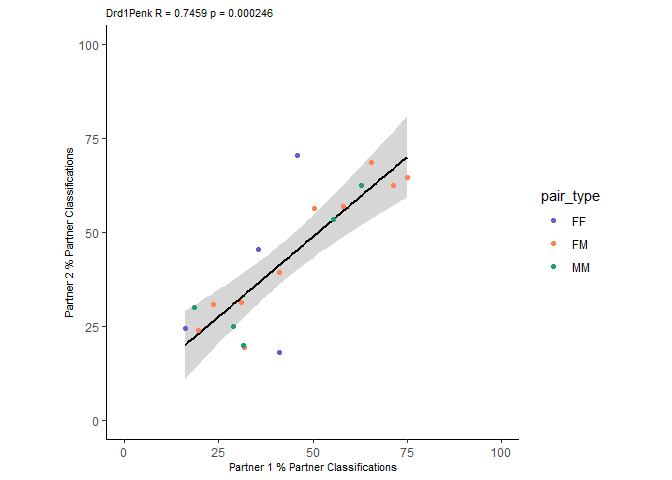 Drd1Penk R = 0.7459 p = 0.000246
100
75
50
25
0
Partner 2 % Partner Classifications
0 25 50 75 100
Partner 1 % Partner Classifications
pair_type
FF
FM
MM